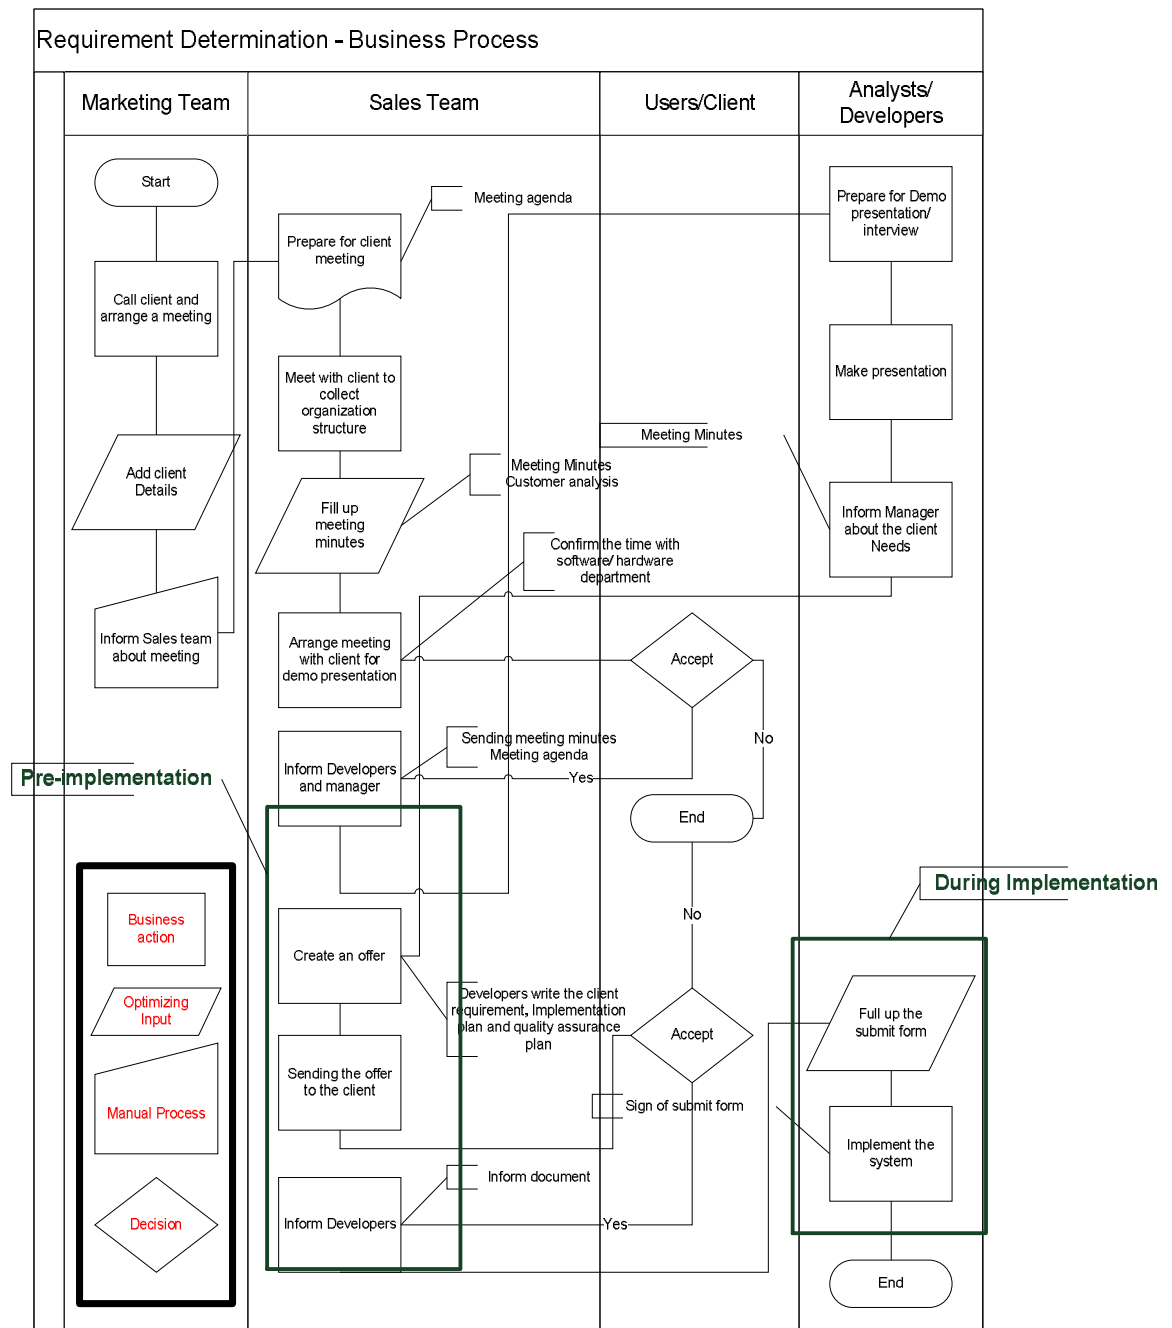 Requirement Determination - Business Process
Marketing Team
Sales Team
Users/Client
Analysts/
Developers
Start
Call client and
arrange a meeting
Add client
Details
Inform Sales team
about meeting
Prepare for client
meeting
Meeting agenda
Meet with client to
collect
organization
structure
Fill up
meeting
minutes
Meeting Minutes
Customer analysis
Confirm the time with
software/ hardware
department
Arrange meeting
with client for
demo presentation
Accept
No
Sending meeting minutes
Meeting agenda
Inform Developers
and manager
Yes
End
Prepare for Demo
presentation/
interview
Make presentation
Meeting Minutes
Inform Manager
about the client
Needs
Pre-implementation
No
Create an offer
Developers write the client
requirement, Implementation
plan and quality assurance
plan
Accept
Sending the offer
to the client
Sign of submit form
Inform document
Inform Developers
Yes
During Implementation
Full up the
submit form
Implement the
system
End
Business
action
Optimizing
Input
Manual Process
Decision